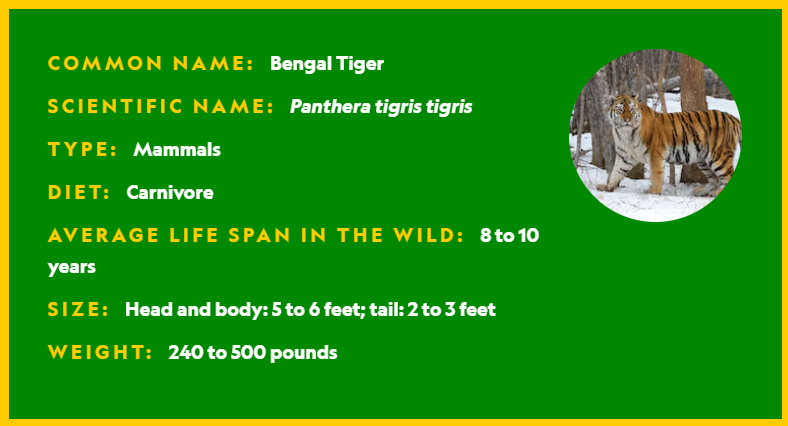 COMMON NAME: Bengal Tiger
SCIENTIFIC NAME: Panthera tigris tigris
TYPE: Mammals
DIET: Carnivore
AVERAGE LIFE SPAN IN THE WILD: 8 to 10
years
SIZE: Head and body: 5 to 6 feet; tail: 2 to 3 feet
WEIGHT: 240 to 500 pounds